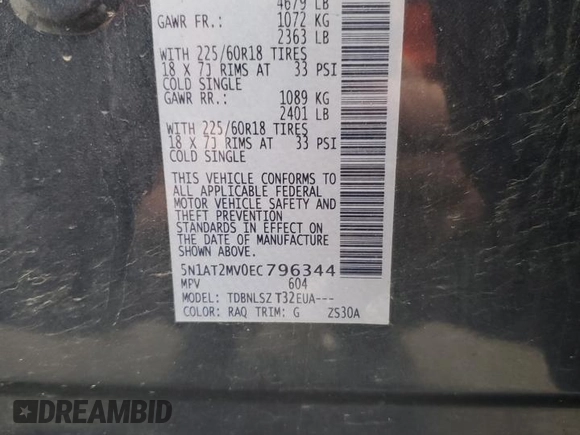 4679 LB
GAWR FR.: 1072 KG
2363 LB
WITH 225/60R18 TIRES
18 X 7J RIMS AT 33 PSI
COLD SINGLE
GAWR RR.: 1089 KG
2401 LB
WITH 225/60R18 TIRES
18 X 7J RIMS AT 33 PSI
COLD SINGLE
THIS VEHICLE CONFORMS TO
ALL APPLICABLE FEDERAL
MOTOR VEHICLE SAFETY AND
THEFT PREVENTION
STANDARDS IN EFFECT ON
THE DATE OF MANUFACTURE
SHOWN ABOVE.
5N1AT2MV0EC796344
MPV 604
MODEL: TDBNLSZ T32EUA---
COLOR: RAQ TRIM: G ZS30A
DREAMBID